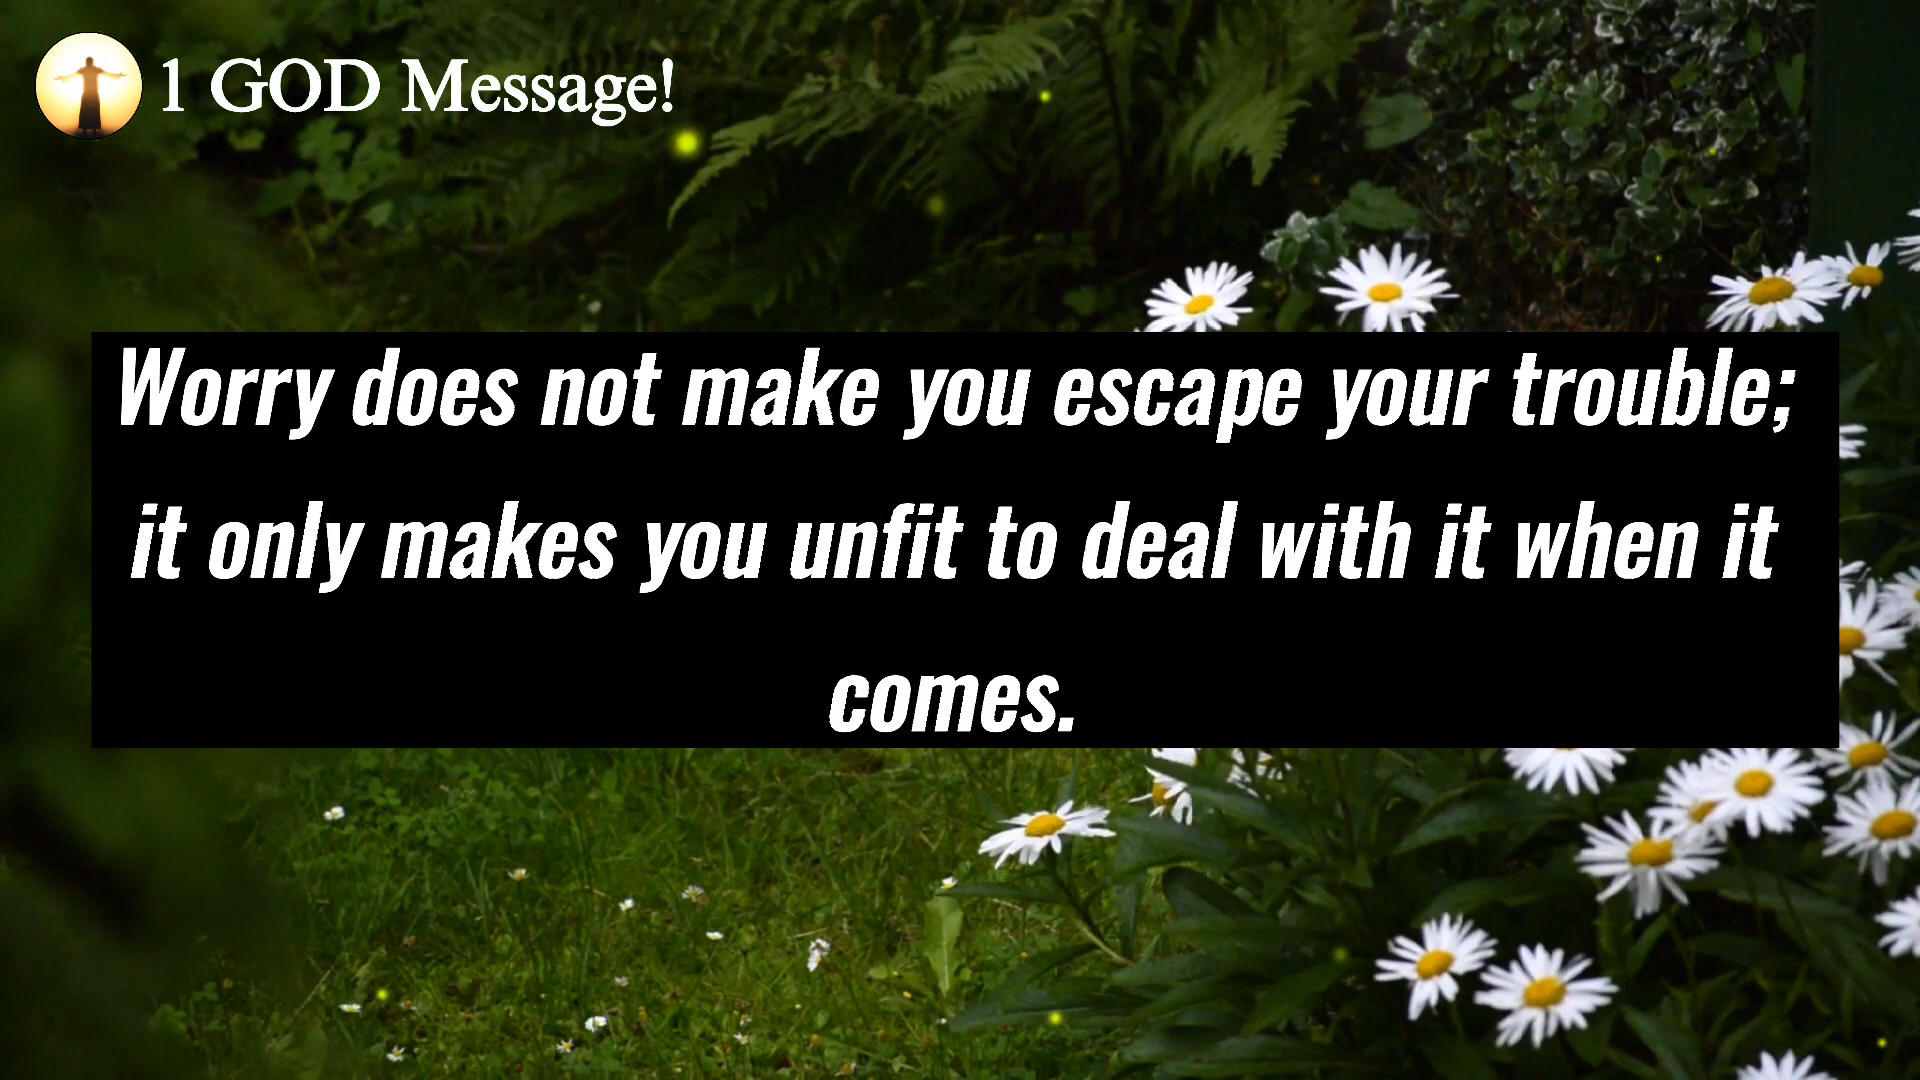 1 GOD Message!
Worry does not make you escape your trouble;
it only makes you unfit to deal with it when it
comes.